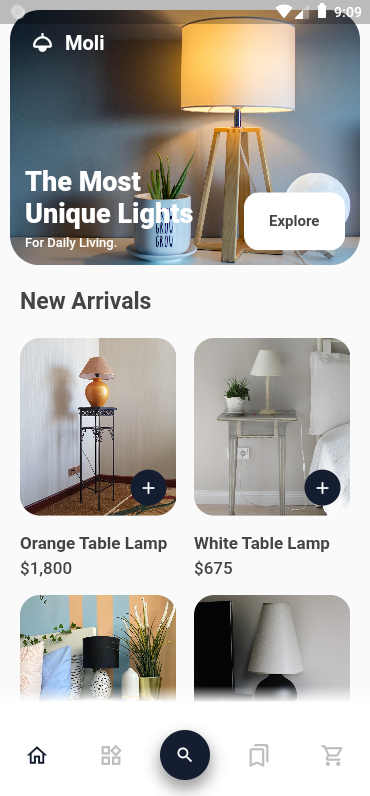 9:09
Moli
The Most
Unique Lights
For Daily Living.
GROW
GROW
Explore
New Arrivals
Orange Table Lamp
$1,800
White Table Lamp
$675